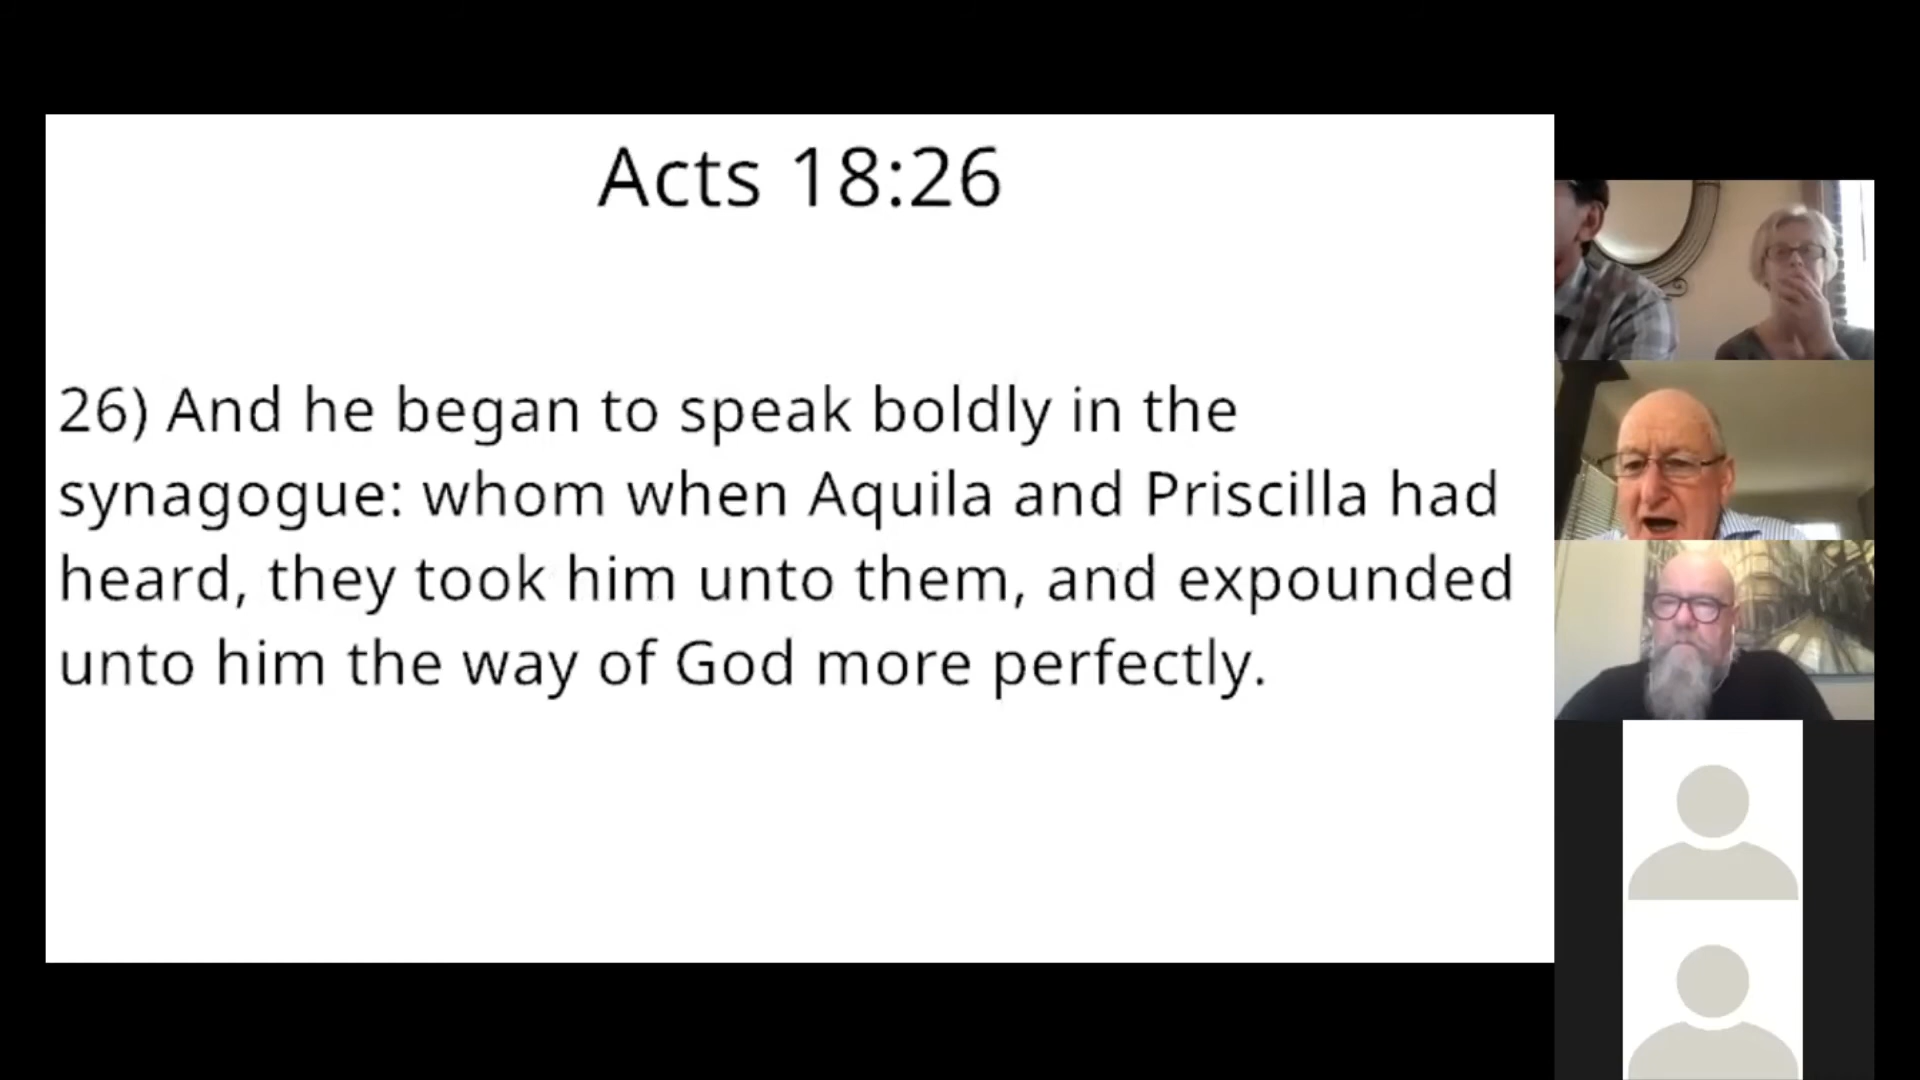 Acts 18:26
26) And he began to speak boldly in the
synagogue: whom when Aquila and Priscilla had
heard, they took him unto them, and expounded
unto him the way of God more perfectly.